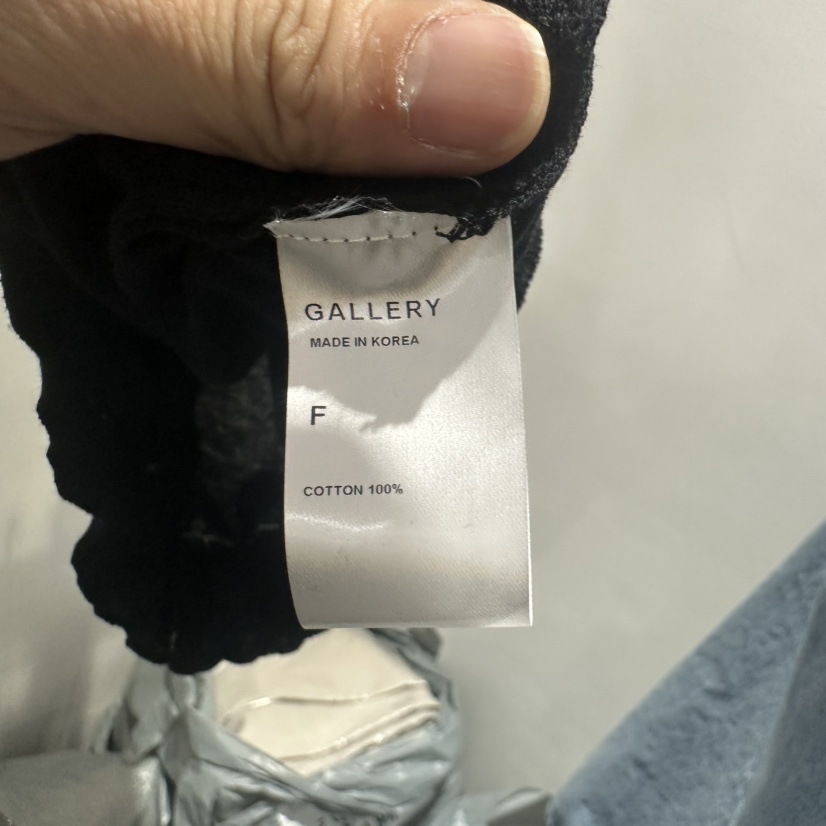 GALLERY
MADE IN KOREA
F
COTTON 100%